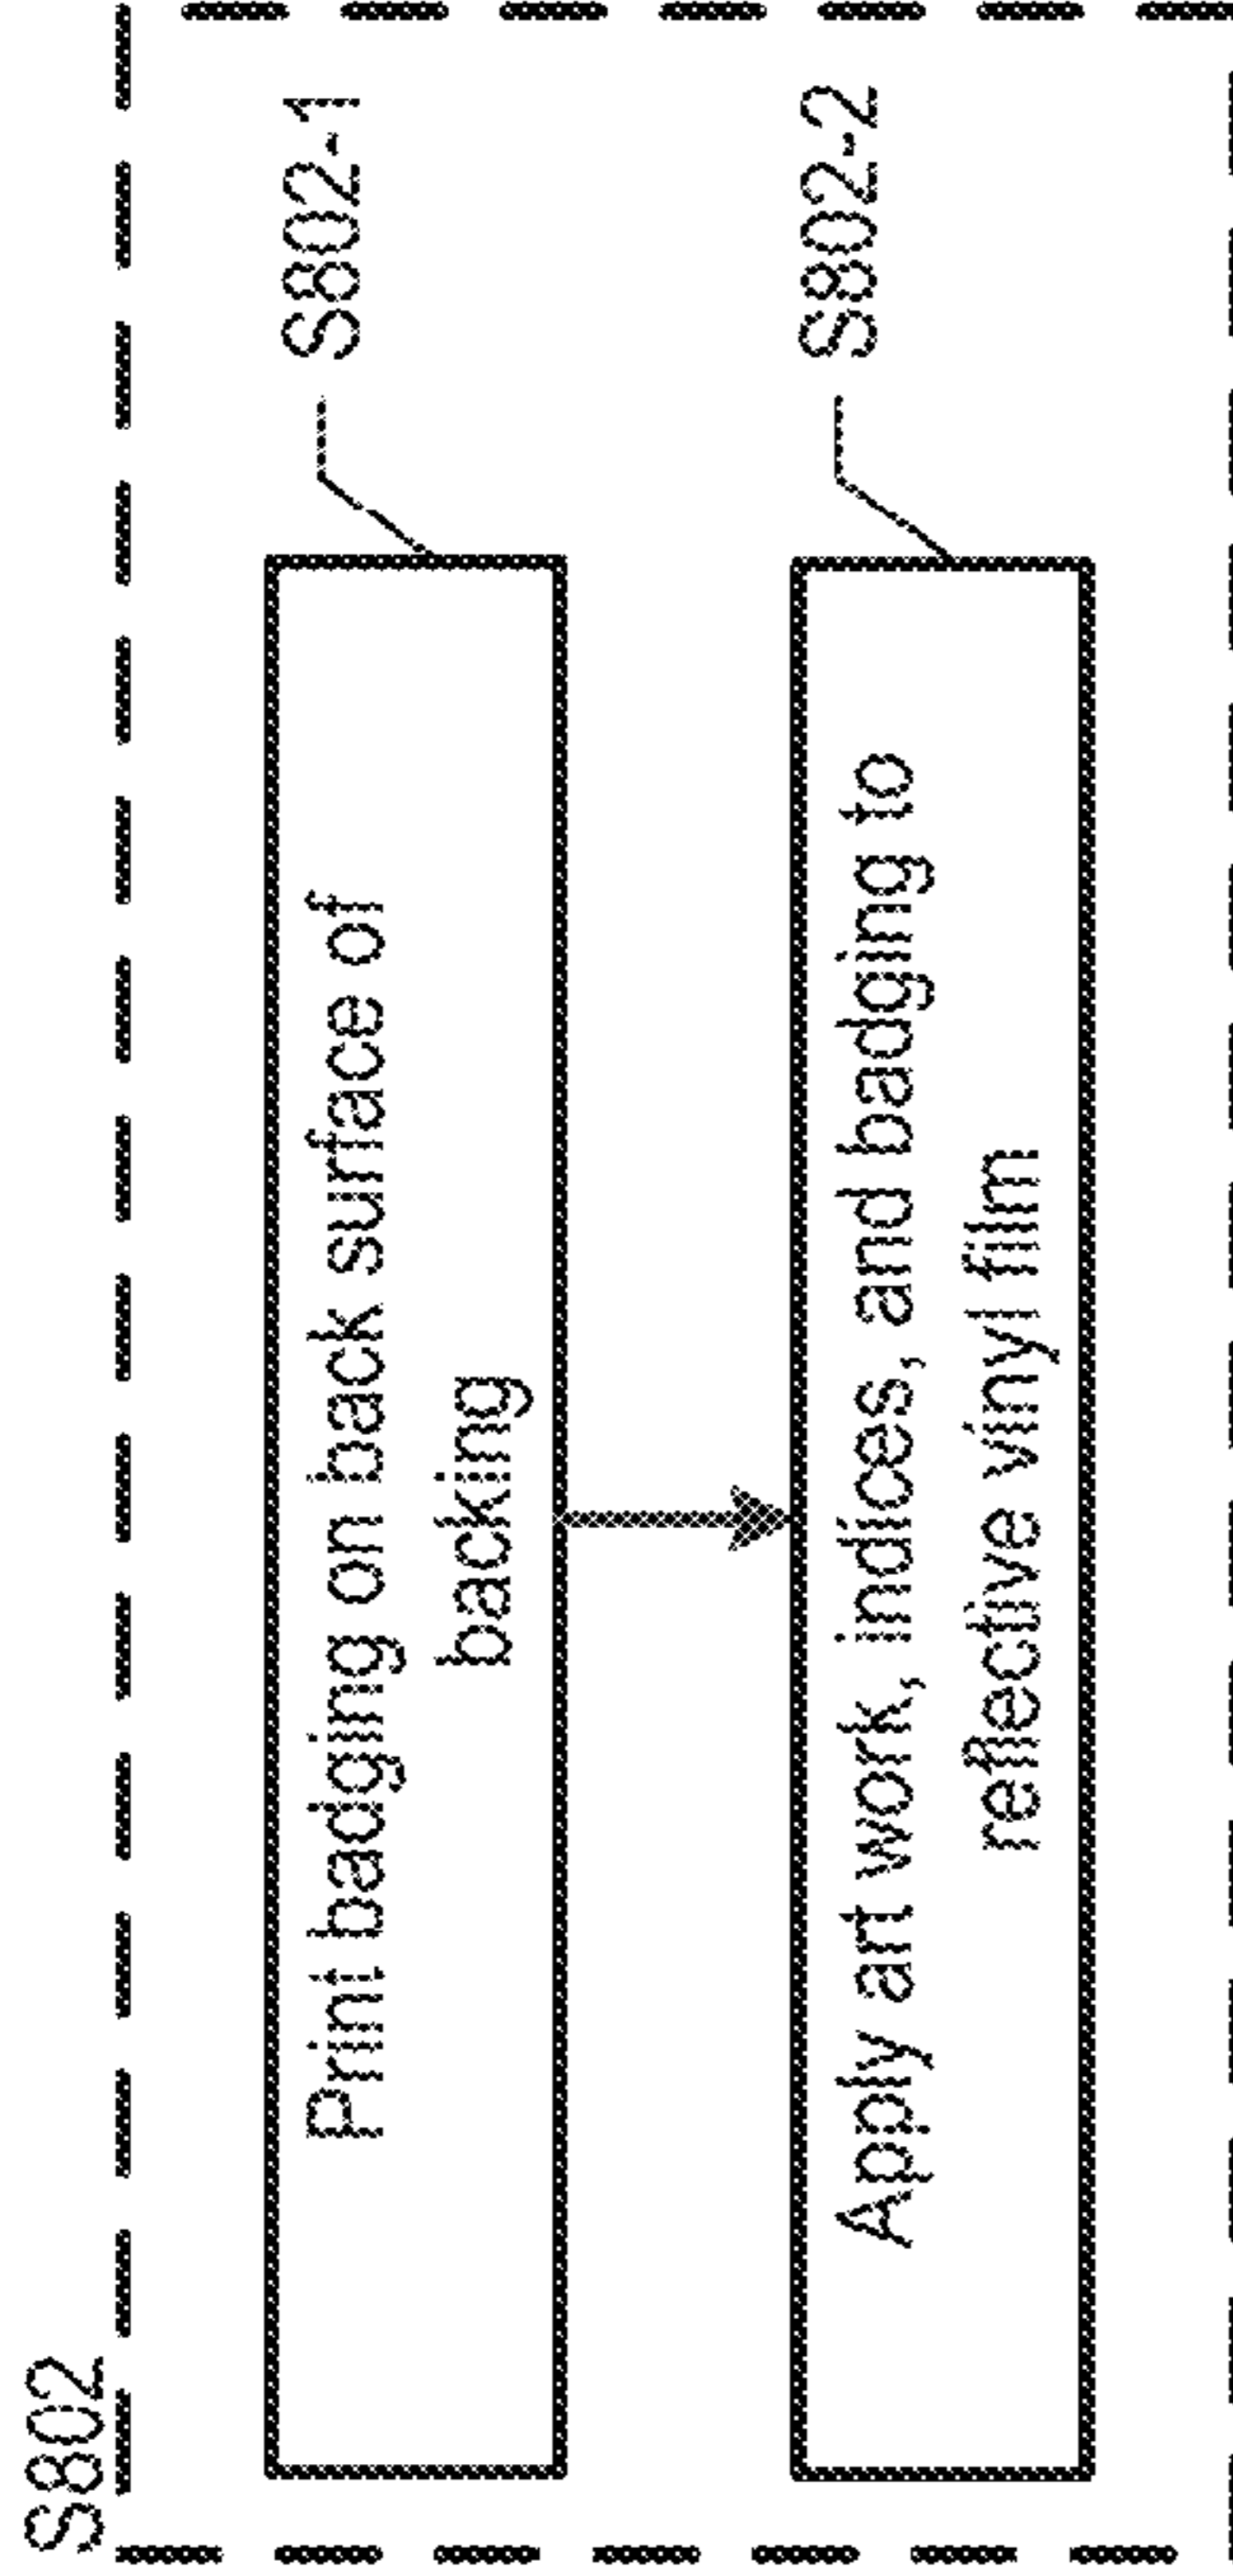 S802
Print badging on back surface of
backing
S802-1
Apply art work, indices, and badging to
reflective vinyl film
S802-2